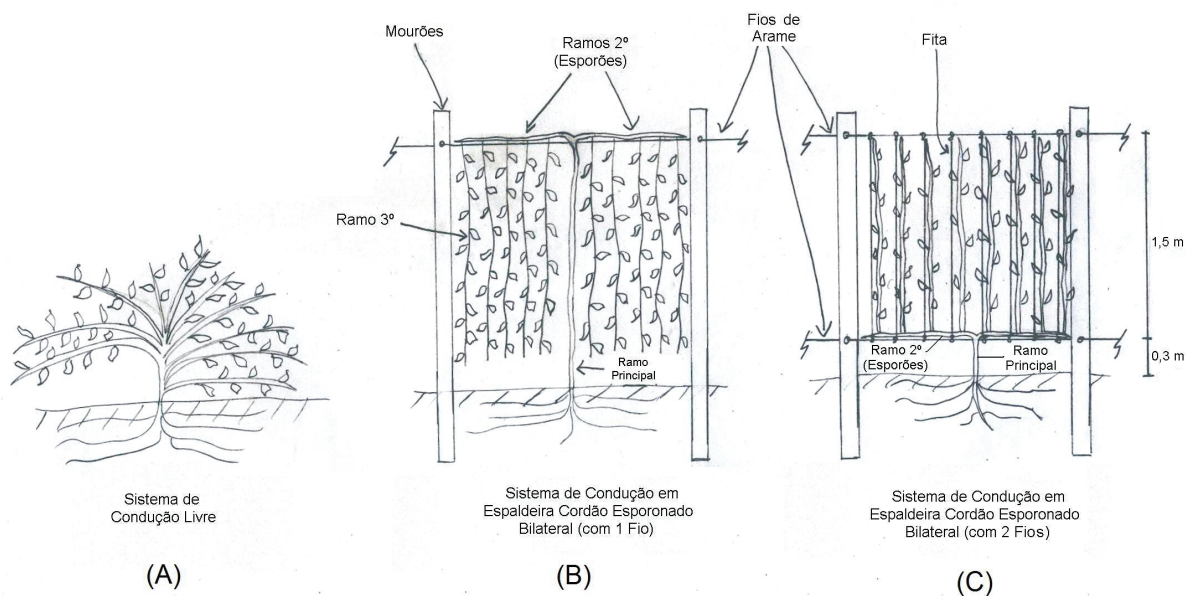 Mourões
Ramos 2º
(Esporões)
Fios de
Arame
Fita
Ramo 3º
Ramo
Principal
Ramo 2º
(Esporões)
Ramo
Principal
1,5 m
0,3 m
Sistema de
Condução Livre
Sistema de Condução em
Espaldeira Cordão Esporonado
Bilateral (com 1 Fio)
Sistema de Condução em
Espaldeira Cordão Esporonado
Bilateral (com 2 Fios)
(A)
(B)
(C)